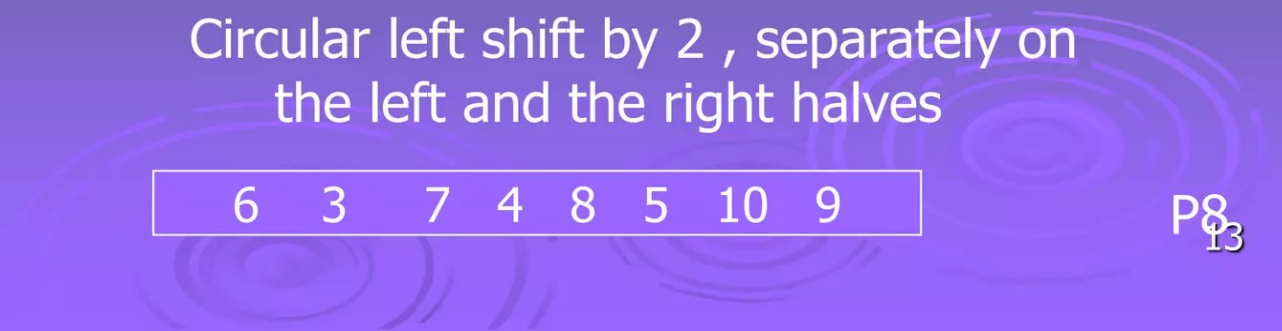 Circular left shift by 2 , separately on
the left and the right halves
6 3 7 4 8 5 10 9
P8
13